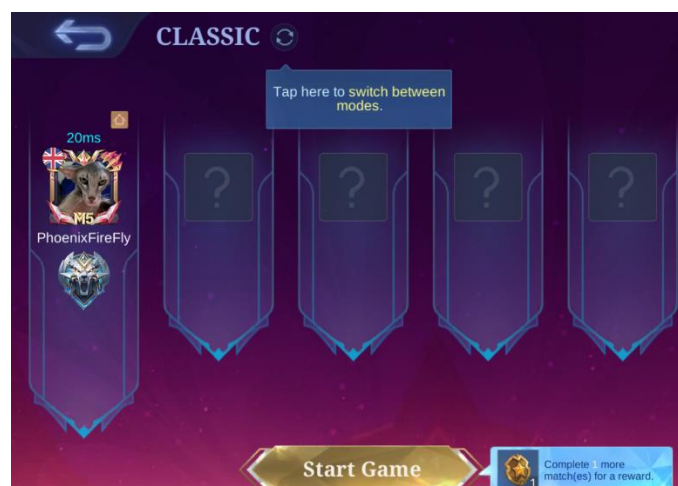 CLASSIC
Tap here to switch between
modes.
20ms
M5
PhoenixFireFly
?
?
?
?
Start Game
1
Complete 1 more
match(es) for a reward.